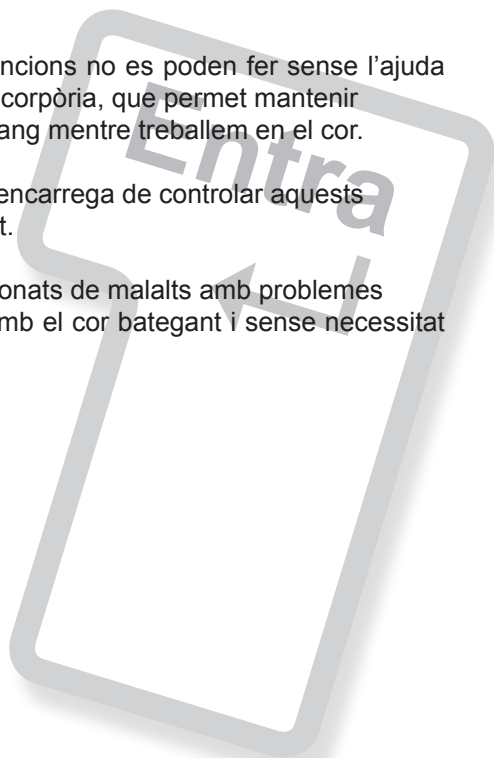 ncions no es poden fer sense l’ajuda
corpòria, que permet mantenir
ang mentre treballem en el cor.
Entra
encarrega de controlar aquests
t.
onats de malalts amb problemes
mb el cor bategant i sense necessitat